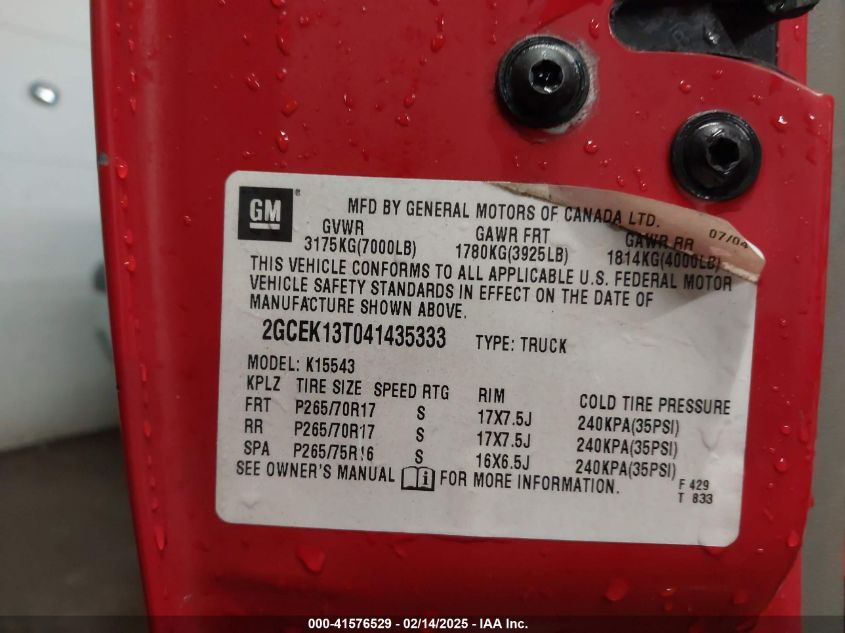 GM ®
MFD BY GENERAL MOTORS OF CANADA LTD.
07/04
GVWR GAWR FRT GAWR RR
3175KG(7000LB) 1780KG(3925LB) 1814KG(4000LB)
THIS VEHICLE CONFORMS TO ALL APPLICABLE U.S. FEDERAL MOTOR
VEHICLE SAFETY STANDARDS IN EFFECT ON THE DATE OF
MANUFACTURE SHOWN ABOVE.
2GCEK13T041435333 TYPE: TRUCK
MODEL: K15543
KPLZ TIRE SIZE SPEED RTG RIM COLD TIRE PRESSURE
FRT P265/70R17 S 17X7.5J 240KPA(35PSI)
RR P265/70R17 S 17X7.5J 240KPA(35PSI)
SPA P265/75R16 S 16X6.5J 240KPA(35PSI)
SEE OWNER'S MANUAL i FOR MORE INFORMATION.
F 429
T 833
000-41576529 - 02/14/2025 - IAA Inc.